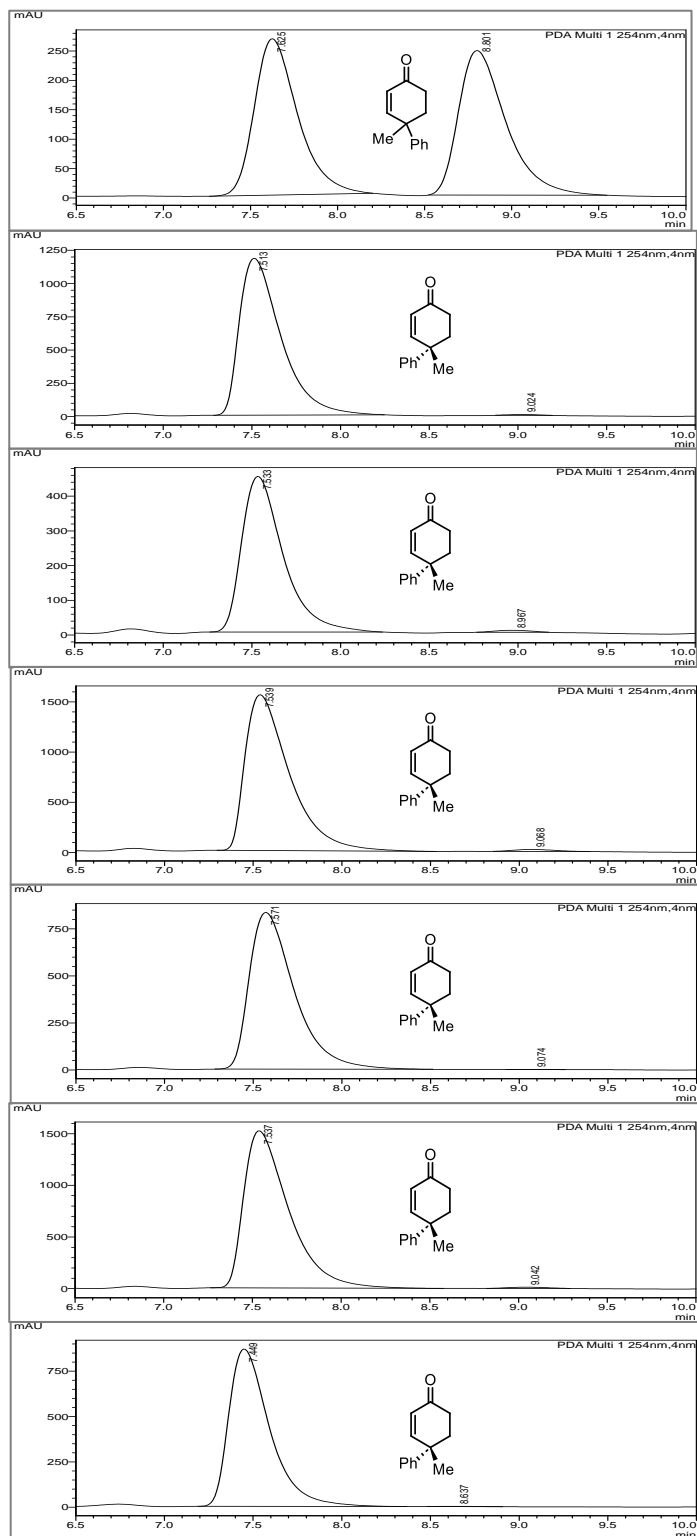 mAU
PDA Multi 1 254nm,4nm
7.625
8.801
O
Me
Ph
250
200
150
100
50
0
6.5 7.0 7.5 8.0 8.5 9.0 9.5 10.0
min
mAU
PDA Multi 1 254nm,4nm
7.513
9.024
O
Ph
Me
1250
1000
750
500
250
0
6.5 7.0 7.5 8.0 8.5 9.0 9.5 10.0
min
mAU
PDA Multi 1 254nm,4nm
7.533
8.967
O
Ph
Me
400
300
200
100
0
6.5 7.0 7.5 8.0 8.5 9.0 9.5 10.0
min
PDA Multi 1 254nm,4nm
7.539
9.068
O
Ph
Me
1500
1000
500
0
6.5 7.0 7.5 8.0 8.5 9.0 9.5 10.0
min
mAU
PDA Multi 1 254nm,4nm
7.571
9.074
O
Ph
Me
750
500
250
0
6.5 7.0 7.5 8.0 8.5 9.0 9.5 10.0
min
mAU
PDA Multi 1 254nm,4nm
7.537
9.042
O
Ph
Me
1500
1000
500
0
6.5 7.0 7.5 8.0 8.5 9.0 9.5 10.0
min
mAU
PDA Multi 1 254nm,4nm
7.449
8.637
O
Ph
Me
750
500
250
0
6.5 7.0 7.5 8.0 8.5 9.0 9.5 10.0
min